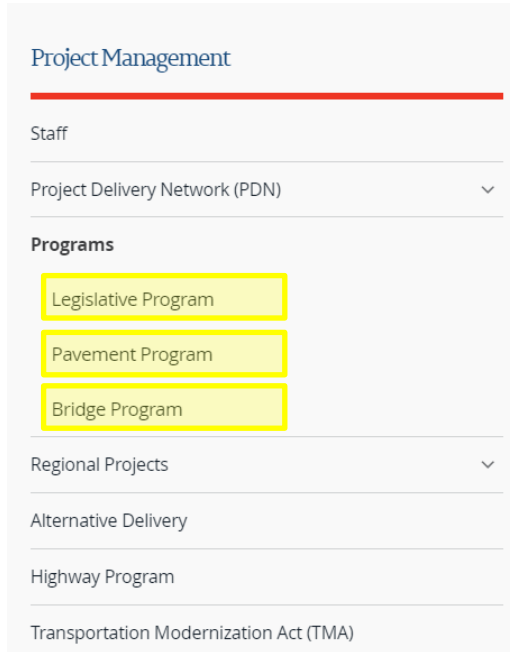 Project Management
Staff
Project Delivery Network (PDN)
Programs
Legislative Program
Pavement Program
Bridge Program
Regional Projects
Alternative Delivery
Highway Program
Transportation Modernization Act (TMA)